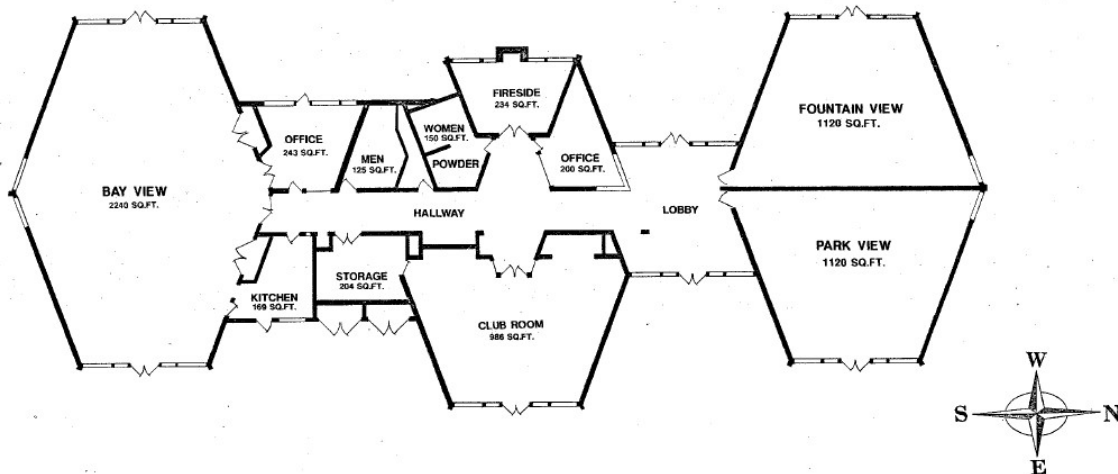 FIRESIDE
234 SQ.FT.
FOUNTAIN VIEW
1120 SQ.FT.
OFFICE
243 SQ.FT.
MEN
125 SQ.FT.
WOMEN
150 SQ.FT.
POWDER
OFFICE
200 SQ.FT.
BAY VIEW
2240 SQ.FT.
HALLWAY
LOBBY
PARK VIEW
1120 SQ.FT.
STORAGE
204 SQ.FT.
KITCHEN
169 SQ.FT.
CLUB ROOM
986 SQ.FT.
W
S
N
E